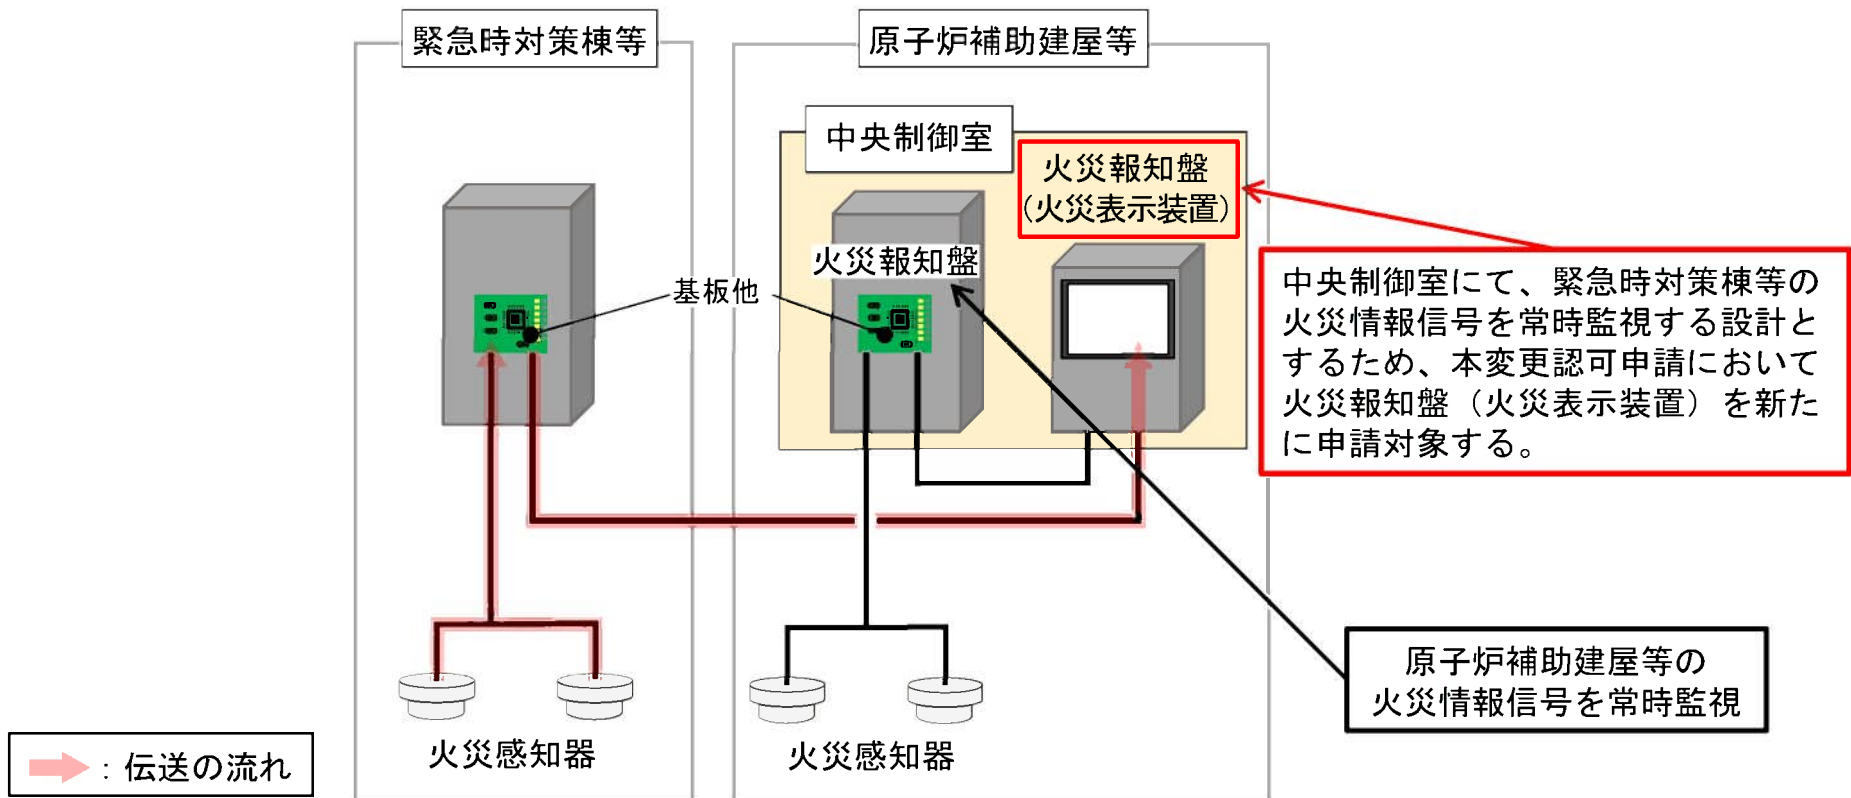 緊急時対策棟等
原子炉補助建屋等
中央制御室
火災報知盤
(火災表示装置)
火災報知盤
基板他
中央制御室にて、緊急時対策棟等の
火災情報信号を常時監視する設計と
するため、本変更認可申請において
火災報知盤（火災表示装置）を新た
に申請対象する。
原子炉補助建屋等の
火災情報信号を常時監視
火災感知器
火災感知器
：伝送の流れ